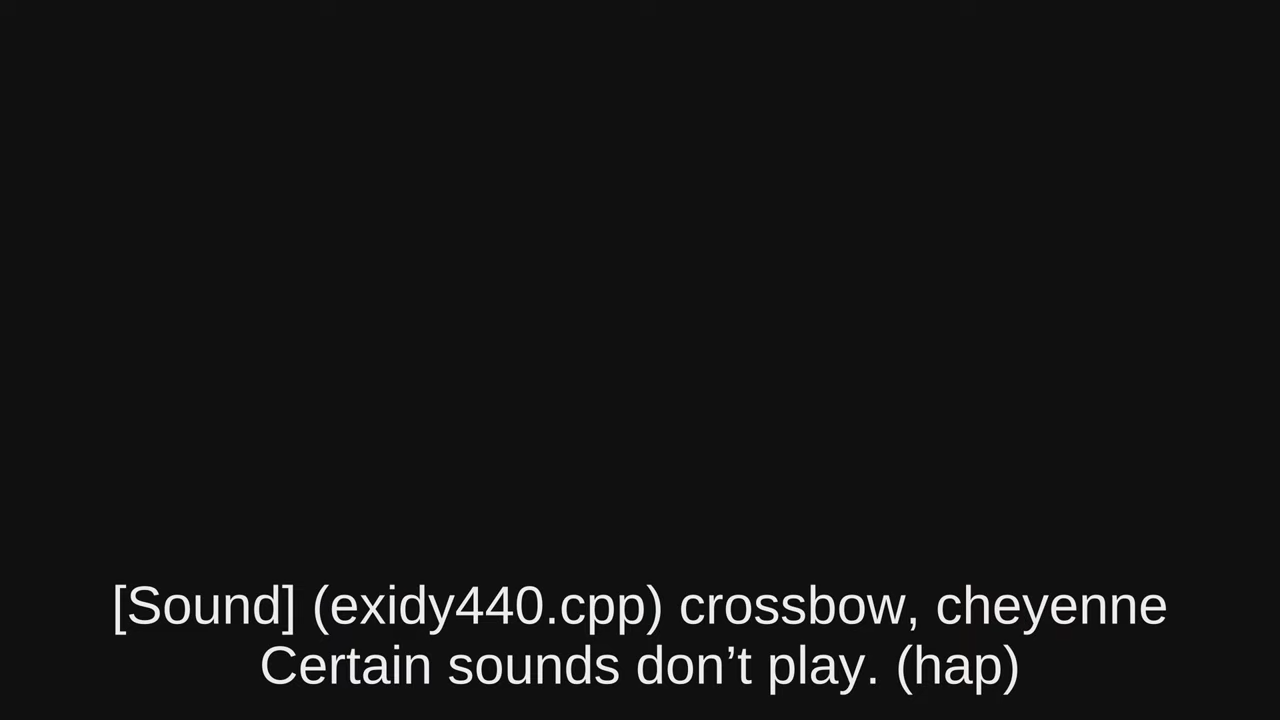 [Sound] (exidy440.cpp) crossbow, cheyenne
Certain sounds don’t play. (hap)